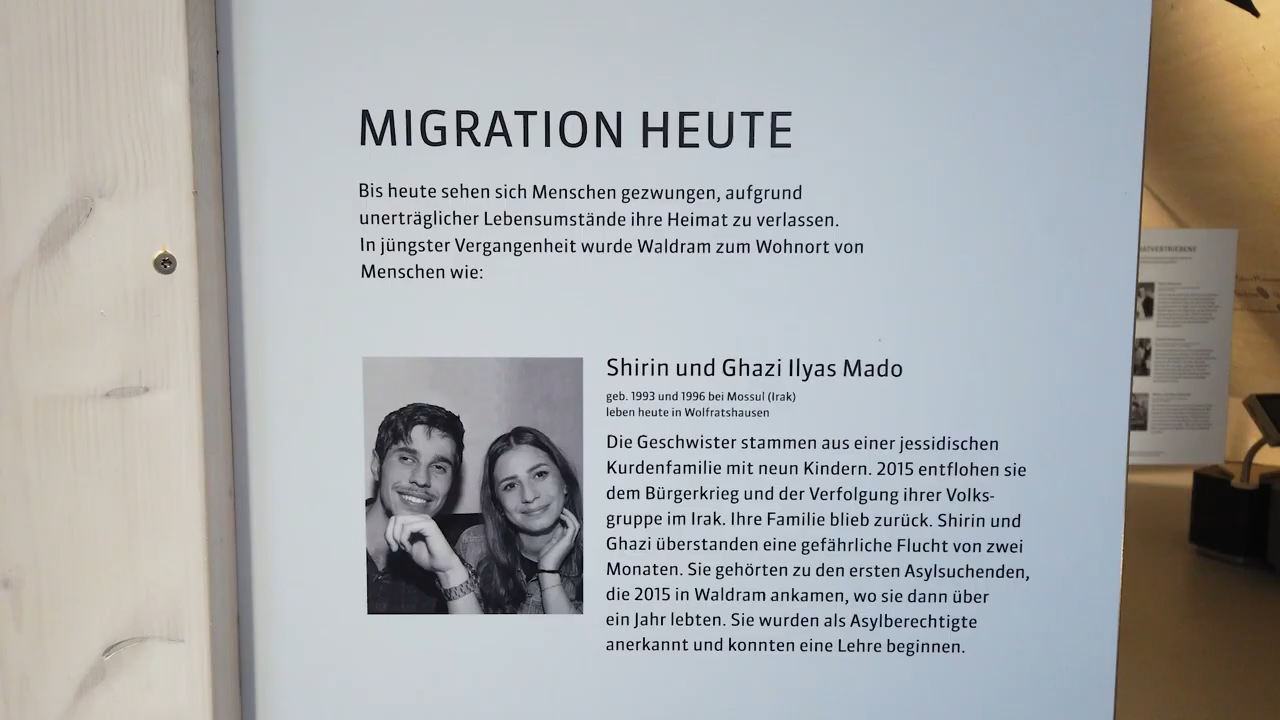 MIGRATION HEUTE
Bis heute sehen sich Menschen gezwungen, aufgrund
unerträglicher Lebensumstände ihre Heimat zu verlassen.
In jüngster Vergangenheit wurde Waldram zum Wohnort von
Menschen wie:
Shirin und Ghazi Ilyas Mado
geb. 1993 und 1996 bei Mossul (Irak)
leben heute in Wolfratshausen
Die Geschwister stammen aus einer jessidischen
Kurdenfamilie mit neun Kindern. 2015 entflohen sie
dem Bürgerkrieg und der Verfolgung ihrer Volks-
gruppe im Irak. Ihre Familie blieb zurück. Shirin und
Ghazi überstanden eine gefährliche Flucht von zwei
Monaten. Sie gehörten zu den ersten Asylsuchenden,
die 2015 in Waldram ankamen, wo sie dann über
ein Jahr lebten. Sie wurden als Asylberechtigte
anerkannt und konnten eine Lehre beginnen.